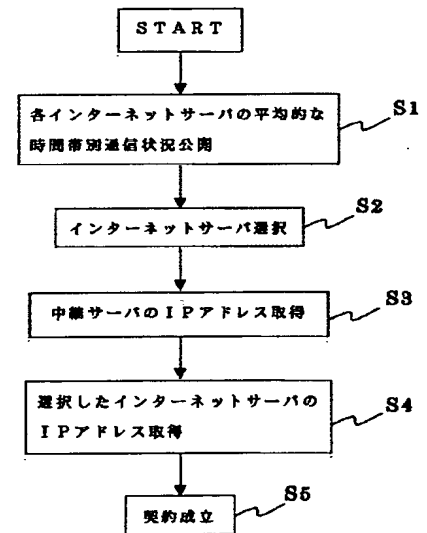 START
各インターネットサーバの平均的な
時間帯別通信状況公開
S1
インターネットサーバ選択
S2
中継サーバのIPアドレス取得
S3
選択したインターネットサーバの
IPアドレス取得
S4
契約成立
S5